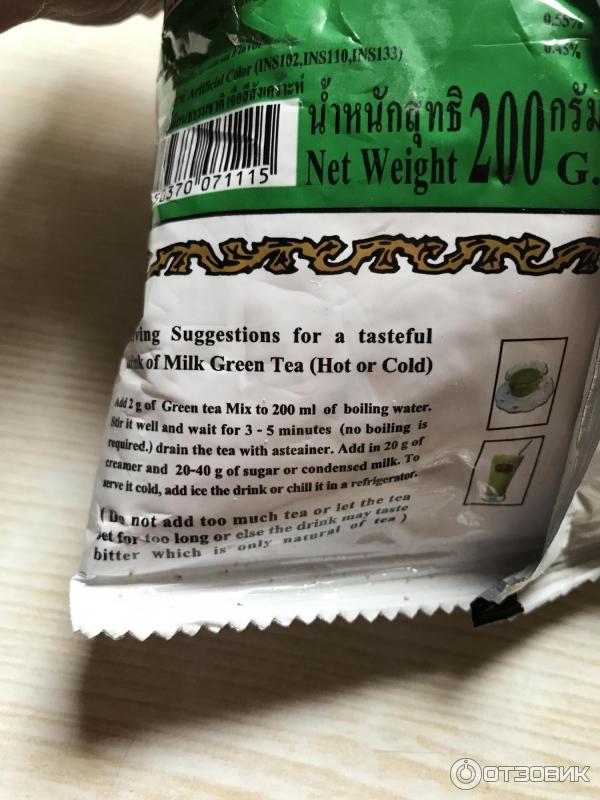 0.55%
0.45%
Artificial Color (INS102,INS110,INS133)
น้ำหนักสุทธิ 200 กรัม
Net Weight G.
370 071115
ving Suggestions for a tasteful
of Milk Green Tea (Hot or Cold)
Add 2 g of Green tea Mix to 200 ml of boiling water.
Stir it well and wait for 3 - 5 minutes (no boiling is
required.) drain the tea with asteainer. Add in 20 g of
creamer and 20-40 g of sugar or condensed milk. To
serve it cold, add ice the drink or chill it in a refrigerator.
( Do not add too much tea or let the tea
et for too long or else the drink may taste
bitter which is only natural of tea )
ОТЗОВИК